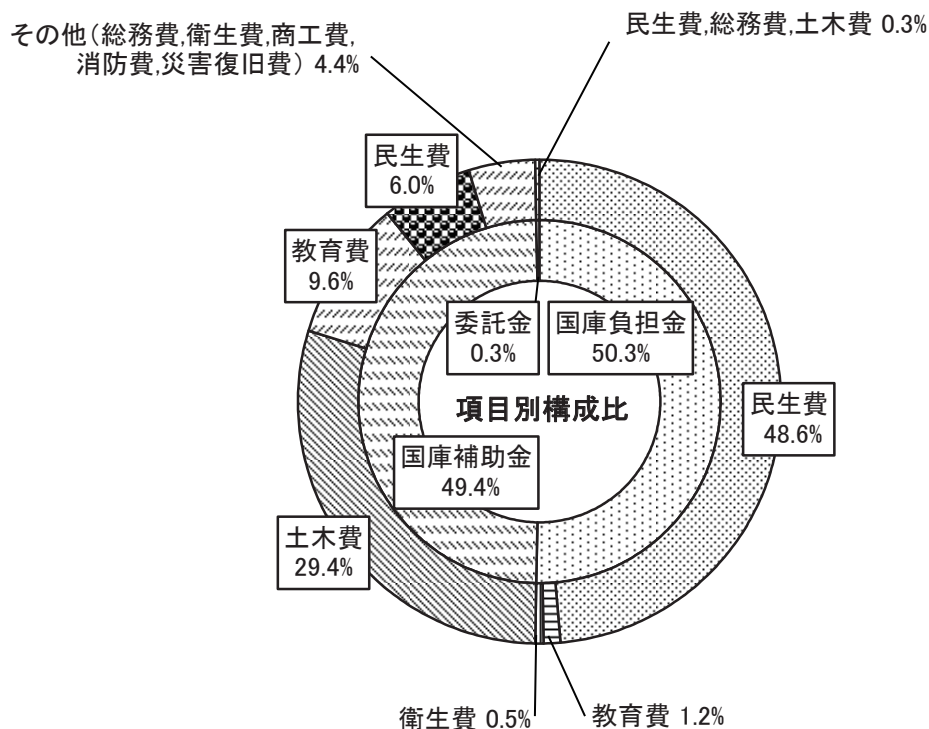 その他(総務費,衛生費,商工費,
消防費,災害復旧費) 4.4%
民生費,総務費,土木費 0.3%
民生費
6.0%
教育費
9.6%
委託金
0.3%
国庫負担金
50.3%
項目別構成比
民生費
48.6%
国庫補助金
49.4%
土木費
29.4%
衛生費 0.5%
教育費 1.2%